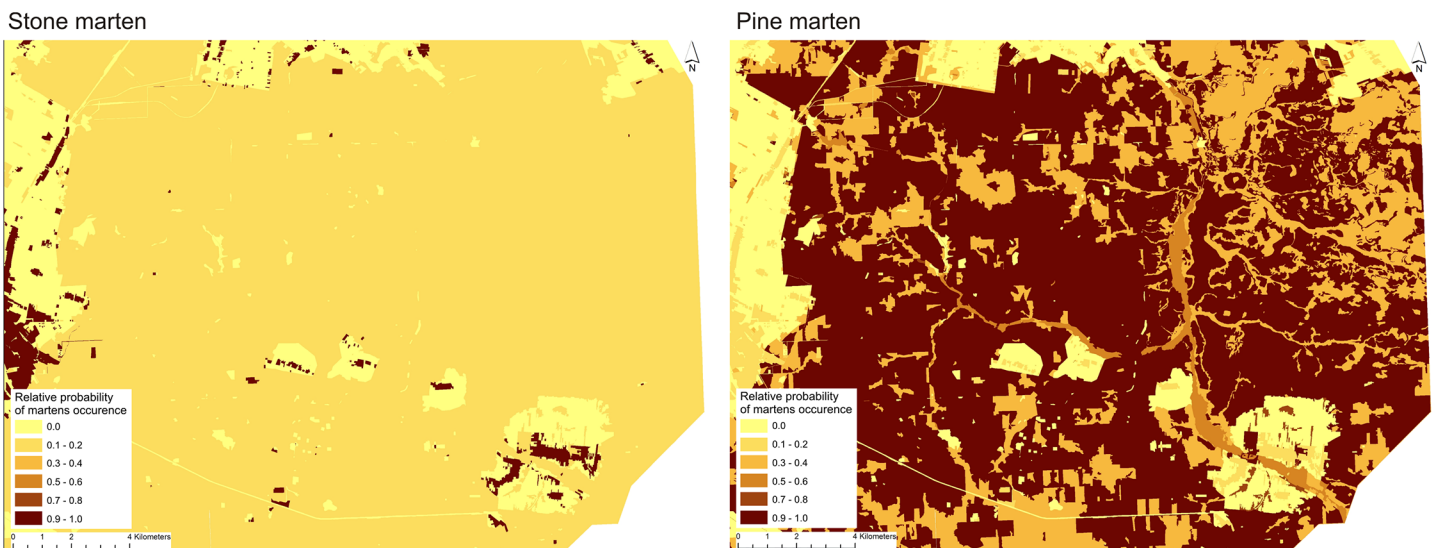 Stone marten
N
Relative probability
of martens occurence
0.0
0.1 - 0.2
0.3 - 0.4
0.5 - 0.6
0.7 - 0.8
0.9 - 1.0
0 1 2 4 Kilometers
Pine marten
N
Relative probability
of martens occurence
0.0
0.1 - 0.2
0.3 - 0.4
0.5 - 0.6
0.7 - 0.8
0.9 - 1.0
0 1 2 4 Kilometers